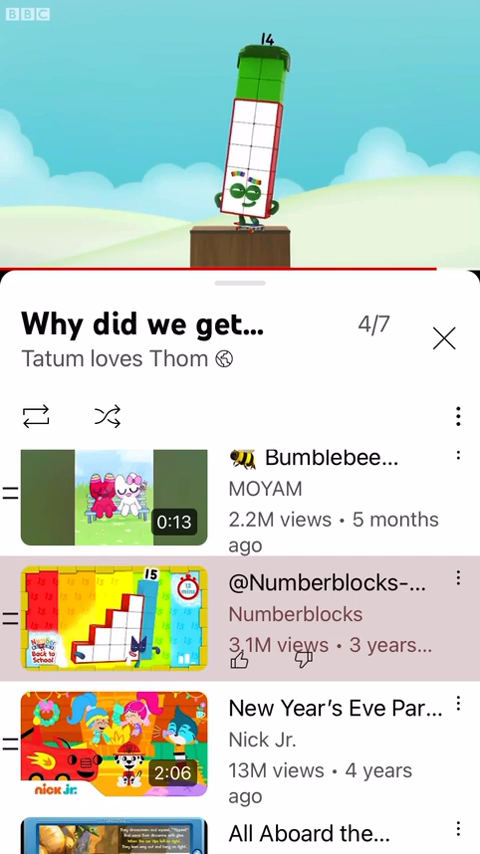 BBC
14
Why did we get...
4/7
Tatum loves Thom
🐝 Bumblebee...
MOYAM
2.2M views • 5 months
ago
0:13
15
Back to
School
@Numberblocks-...
Numberblocks
3.1M views • 3 years...
New Year's Eve Par...
Nick Jr.
13M views • 4 years
ago
nick jr.
2:06
All Aboard the...